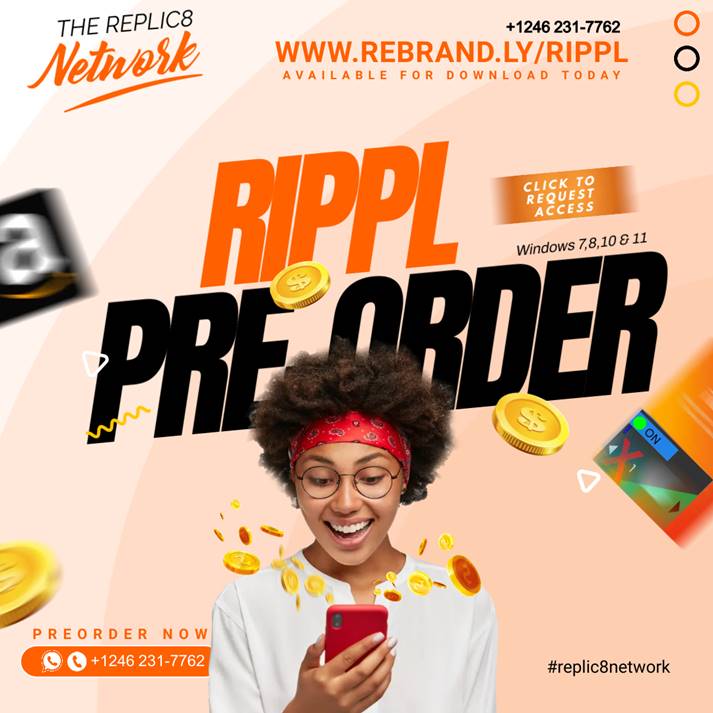 THE REPLIC8
Network
+1246 231-7762
WWW.REBRAND.LY/RIPPL
AVAILABLE FOR DOWNLOAD TODAY
RIPPL
CLICK TO
REQUEST
ACCESS
Windows 7,8,10 & 11
PRE ORDER
a
ON
X
PREORDER NOW
+1246 231-7762
#replic8network